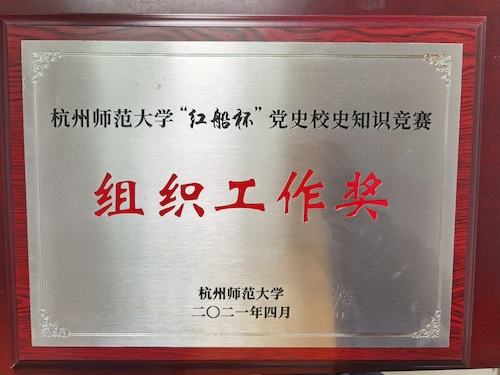 杭州师范大学“红船杯”党史校史知识竞赛
组织工作奖
杭州师范大学
二〇二一年四月